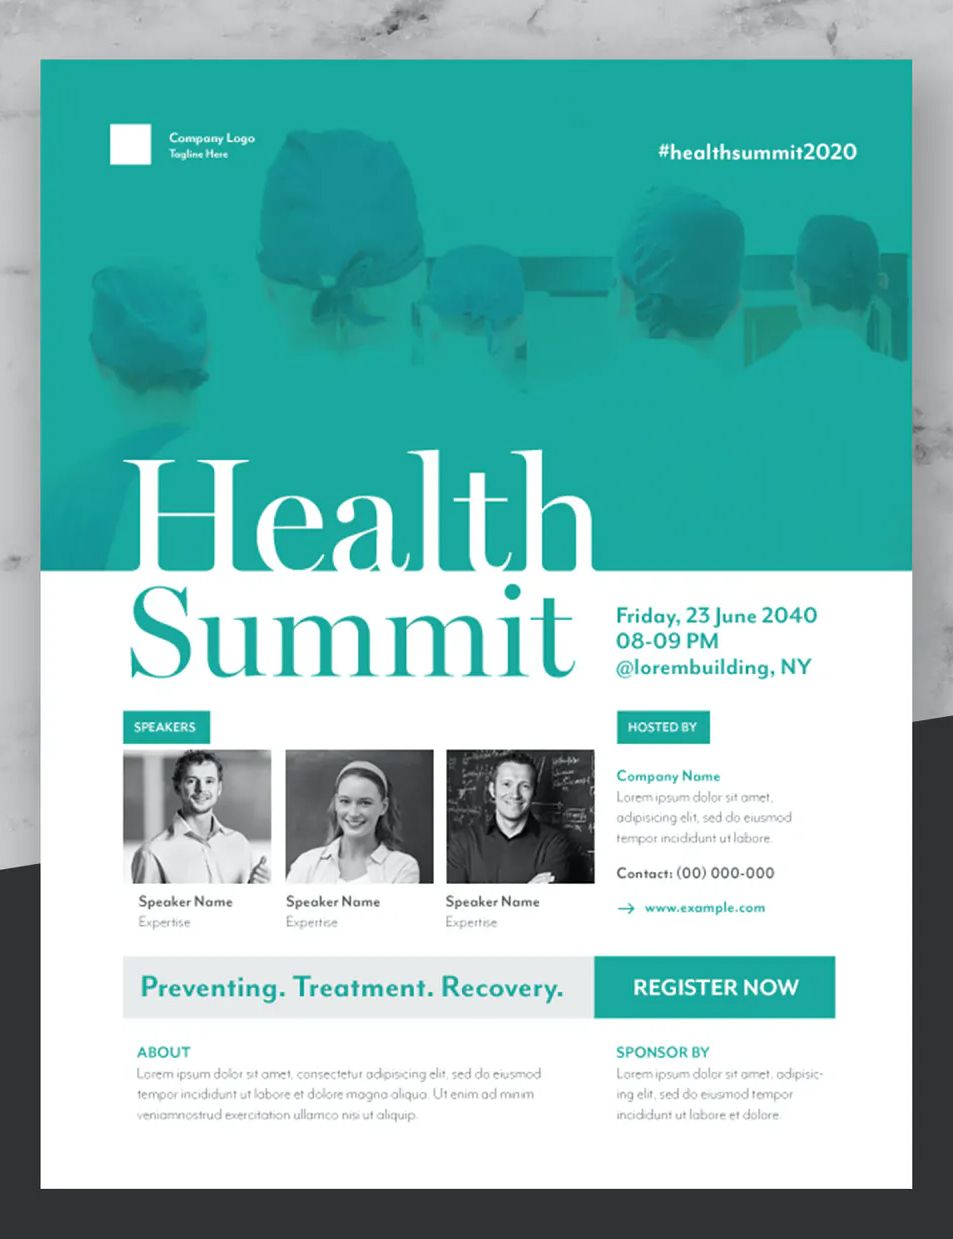 Company Logo
Tagline Here
#healthsummit2020
Health
Summit
Friday, 23 June 2040
08-09 PM
@lorembuilding, NY
SPEAKERS
Speaker Name
Expertise
Speaker Name
Expertise
Speaker Name
Expertise
HOSTED BY
Company Name
Lorem ipsum dolor sit amet,
adipisicing elit, sed do eiusmod
tempor incididunt ut labore.
Contact: (00) 000-000
→ www.example.com
Preventing. Treatment. Recovery.
REGISTER NOW
ABOUT
Lorem ipsum dolor sit amet, consectetur adipisicing elit, sed do eiusmod
tempor incididunt ut labore et dolore magna aliqua. Ut enim ad minim
veniamnostrud exercitation ullamco nisi ut aliquip.
SPONSOR BY
Lorem ipsum dolor sit amet, adipisic-
ing elit, sed do eiusmod tempor
incididunt ut labore et dolore.